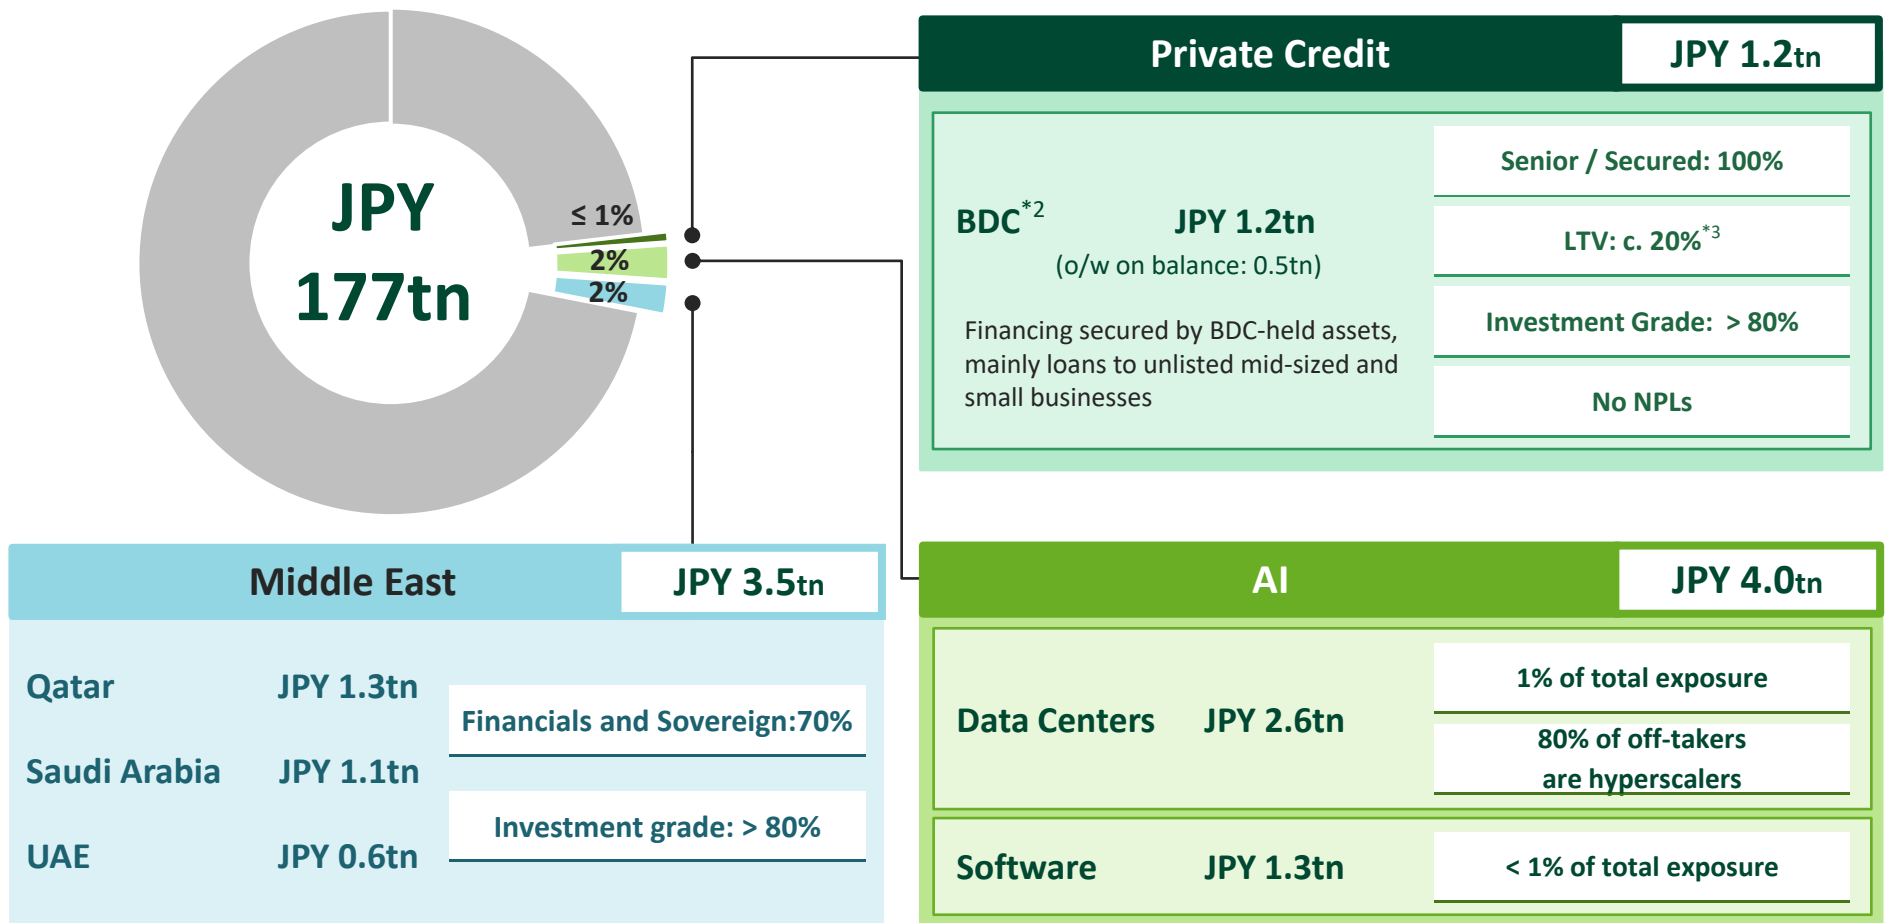 JPY
177tn
≤ 1%
2%
2%
Private Credit
JPY 1.2tn
BDC*2
JPY 1.2tn
(o/w on balance: 0.5tn)
Financing secured by BDC-held assets,
mainly loans to unlisted mid-sized and
small businesses
Senior / Secured: 100%
LTV: c. 20%*3
Investment Grade: > 80%
No NPLs
Middle East
JPY 3.5tn
Qatar
JPY 1.3tn
Saudi Arabia
JPY 1.1tn
UAE
JPY 0.6tn
Financials and Sovereign:70%
Investment grade: > 80%
AI
JPY 4.0tn
Data Centers
JPY 2.6tn
1% of total exposure
80% of off-takers
are hyperscalers
Software
JPY 1.3tn
< 1% of total exposure